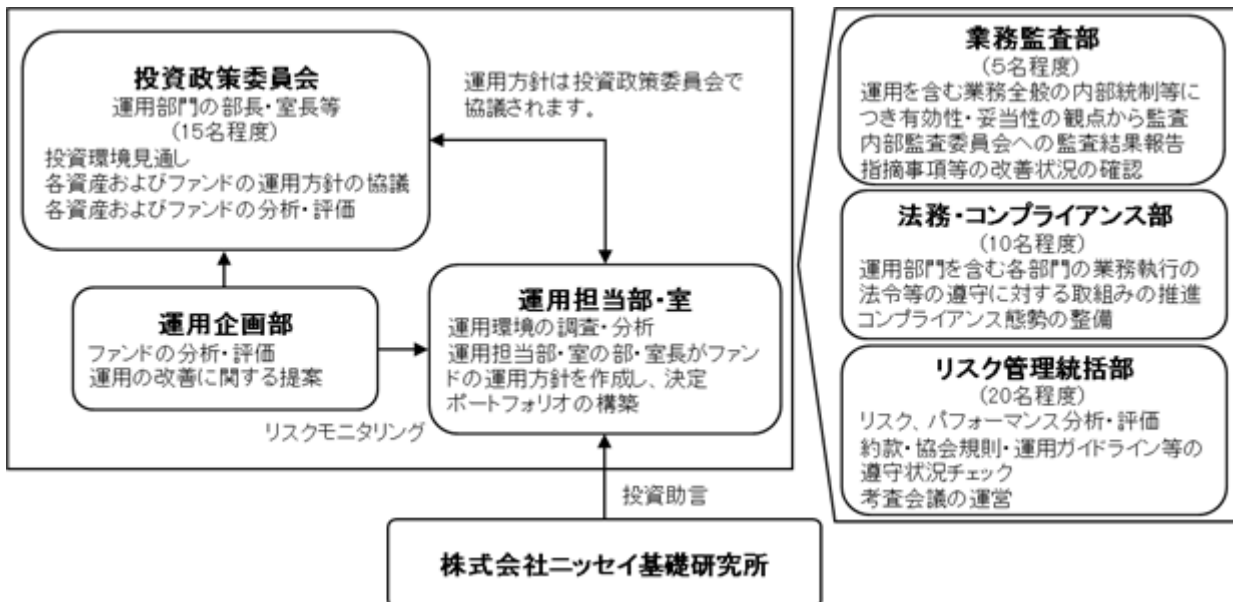 投資政策委員会
運用部門の部長・室長等
(15名程度)
投資環境見通し
各資産およびファンドの運用方針の協議
各資産およびファンドの分析・評価
運用方針は投資政策委員会で
協議されます。
運用企画部
ファンドの分析・評価
運用の改善に関する提案
リスクモニタリング
運用担当部・室
運用環境の調査・分析
運用担当部・室の部・室長がファン
ドの運用方針を作成し、決定
ポートフォリオの構築
投資助言
株式会社ニッセイ基礎研究所
業務監査部
(5名程度)
運用を含む業務全般の内部統制等に
つき有効性・妥当性の観点から監査
内部監査委員会への監査結果報告
指摘事項等の改善状況の確認
法務・コンプライアンス部
(10名程度)
運用部門を含む各部門の業務執行の
法令等の遵守に対する取組みの推進
コンプライアンス態勢の整備
リスク管理統括部
(20名程度)
リスク、パフォーマンス分析・評価
約款・協会規則・運用ガイドライン等の
遵守状況チェック
考査会議の運営